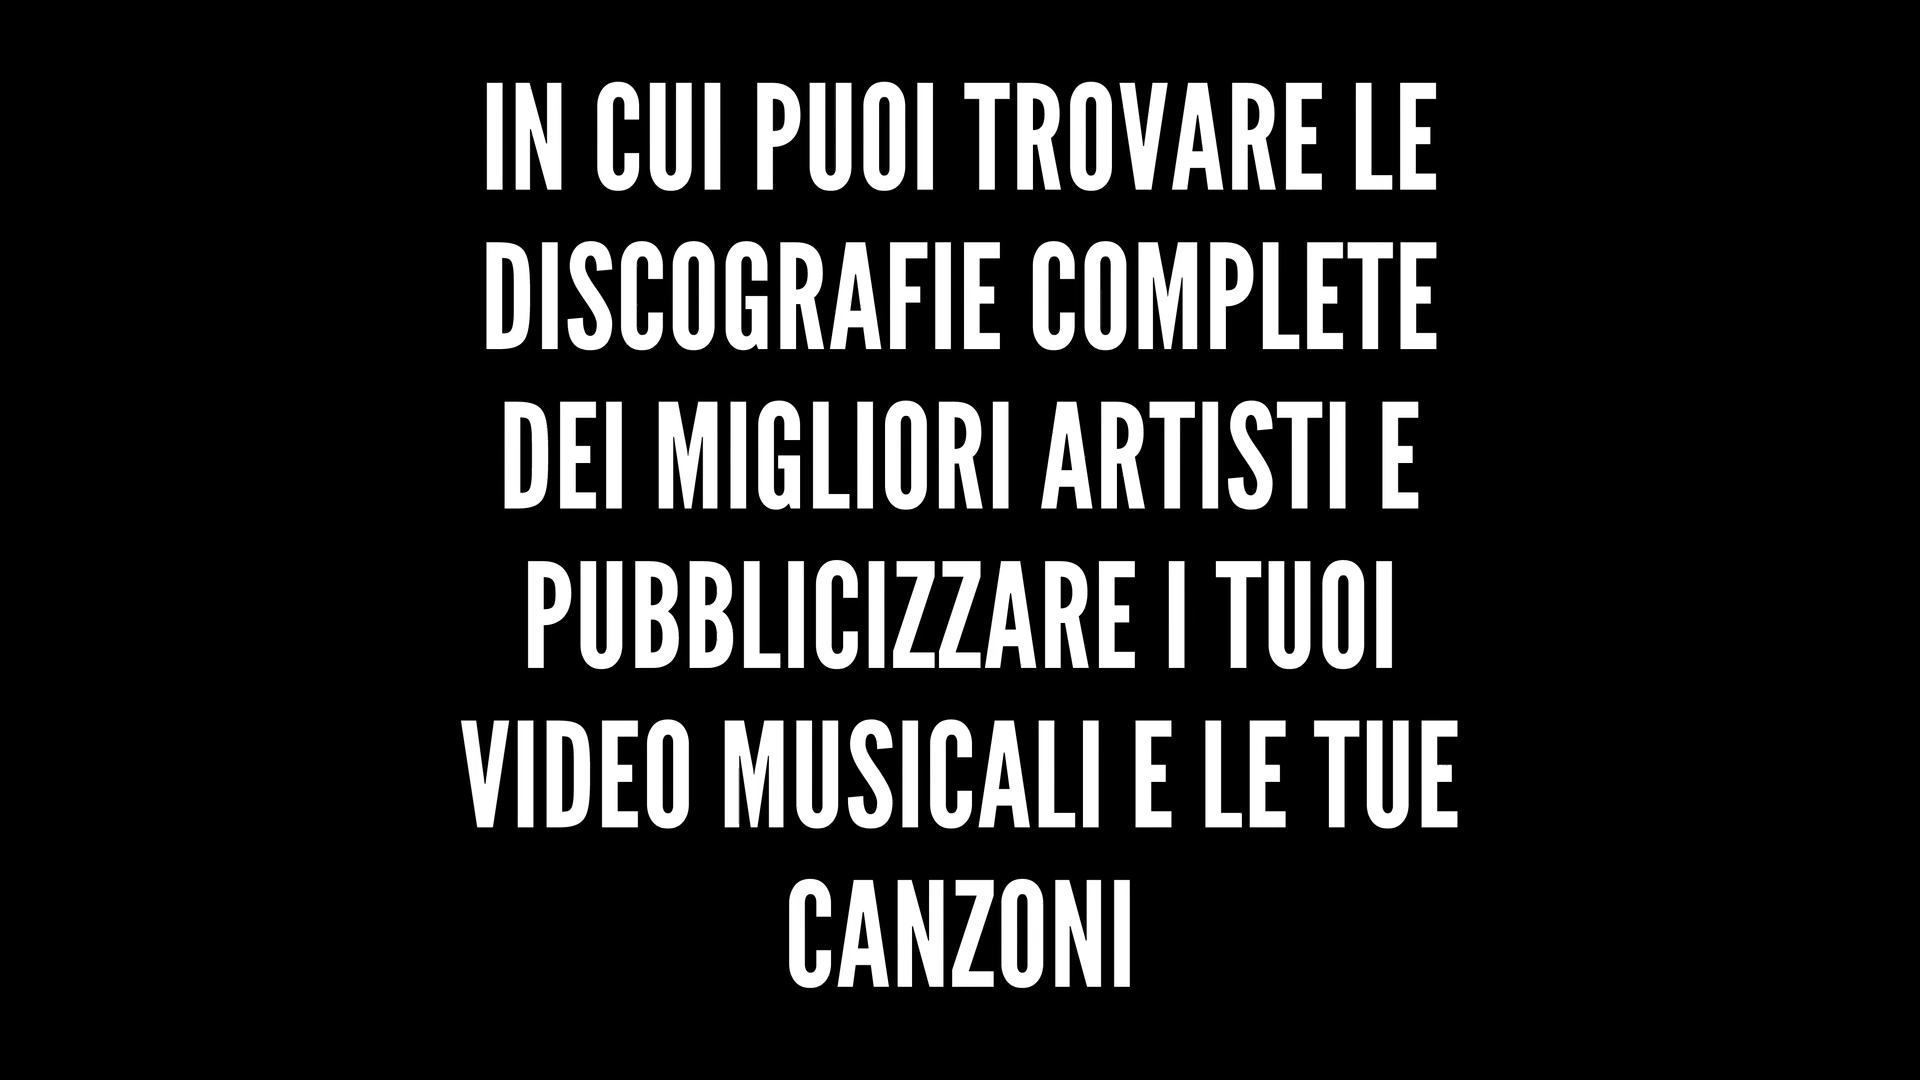 IN CUI PUOI TROVARE LE
DISCOGRAFIE COMPLETE
DEI MIGLIORI ARTISTI E
PUBBLICIZZARE I TUOI
VIDEO MUSICALI E LE TUE
CANZONI